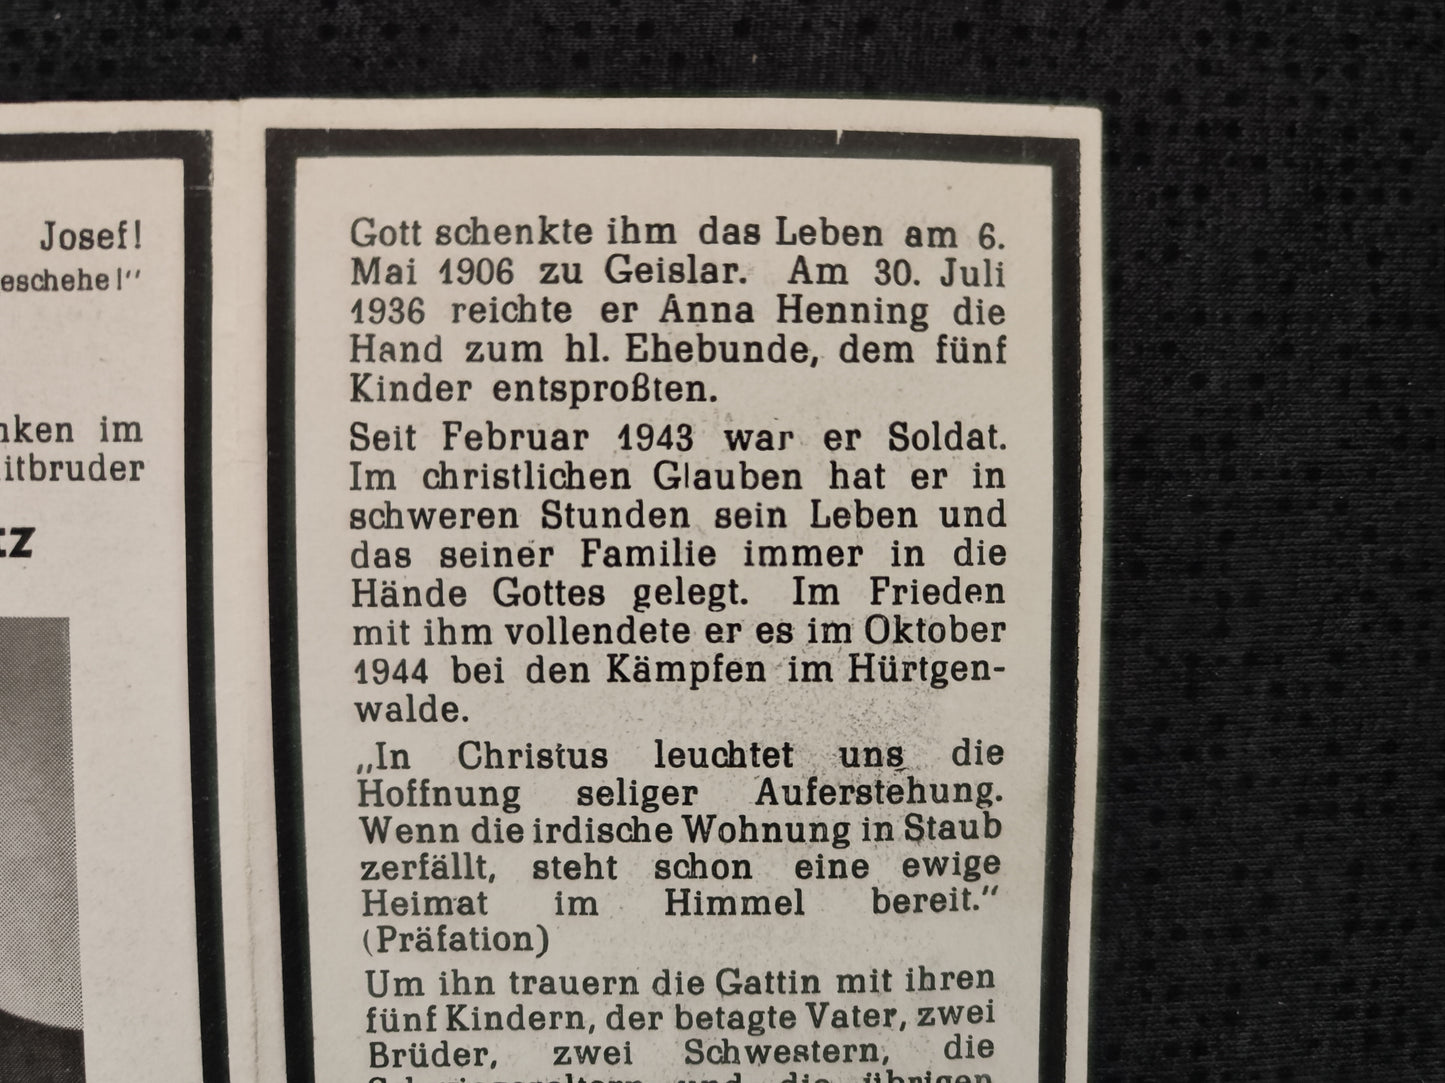 Josef!
eschehe!“
nken im
itbruder
tz
Gott schenkte ihm das Leben am 6.
Mai 1906 zu Geislar. Am 30. Juli
1936 reichte er Anna Henning die
Hand zum hl. Ehebunde, dem fünf
Kinder entsproßten.
Seit Februar 1943 war er Soldat.
Im christlichen Glauben hat er in
schweren Stunden sein Leben und
das seiner Familie immer in die
Hände Gottes gelegt. Im Frieden
mit ihm vollendete er es im Oktober
1944 bei den Kämpfen im Hürtgen-
walde.
„In Christus leuchtet uns die
Hoffnung seliger Auferstehung.
Wenn die irdische Wohnung in Staub
zerfällt, steht schon eine ewige
Heimat im Himmel bereit.“
(Präfation)
Um ihn trauern die Gattin mit ihren
fünf Kindern, der betagte Vater, zwei
Brüder, zwei Schwestern, die
und die übrigen